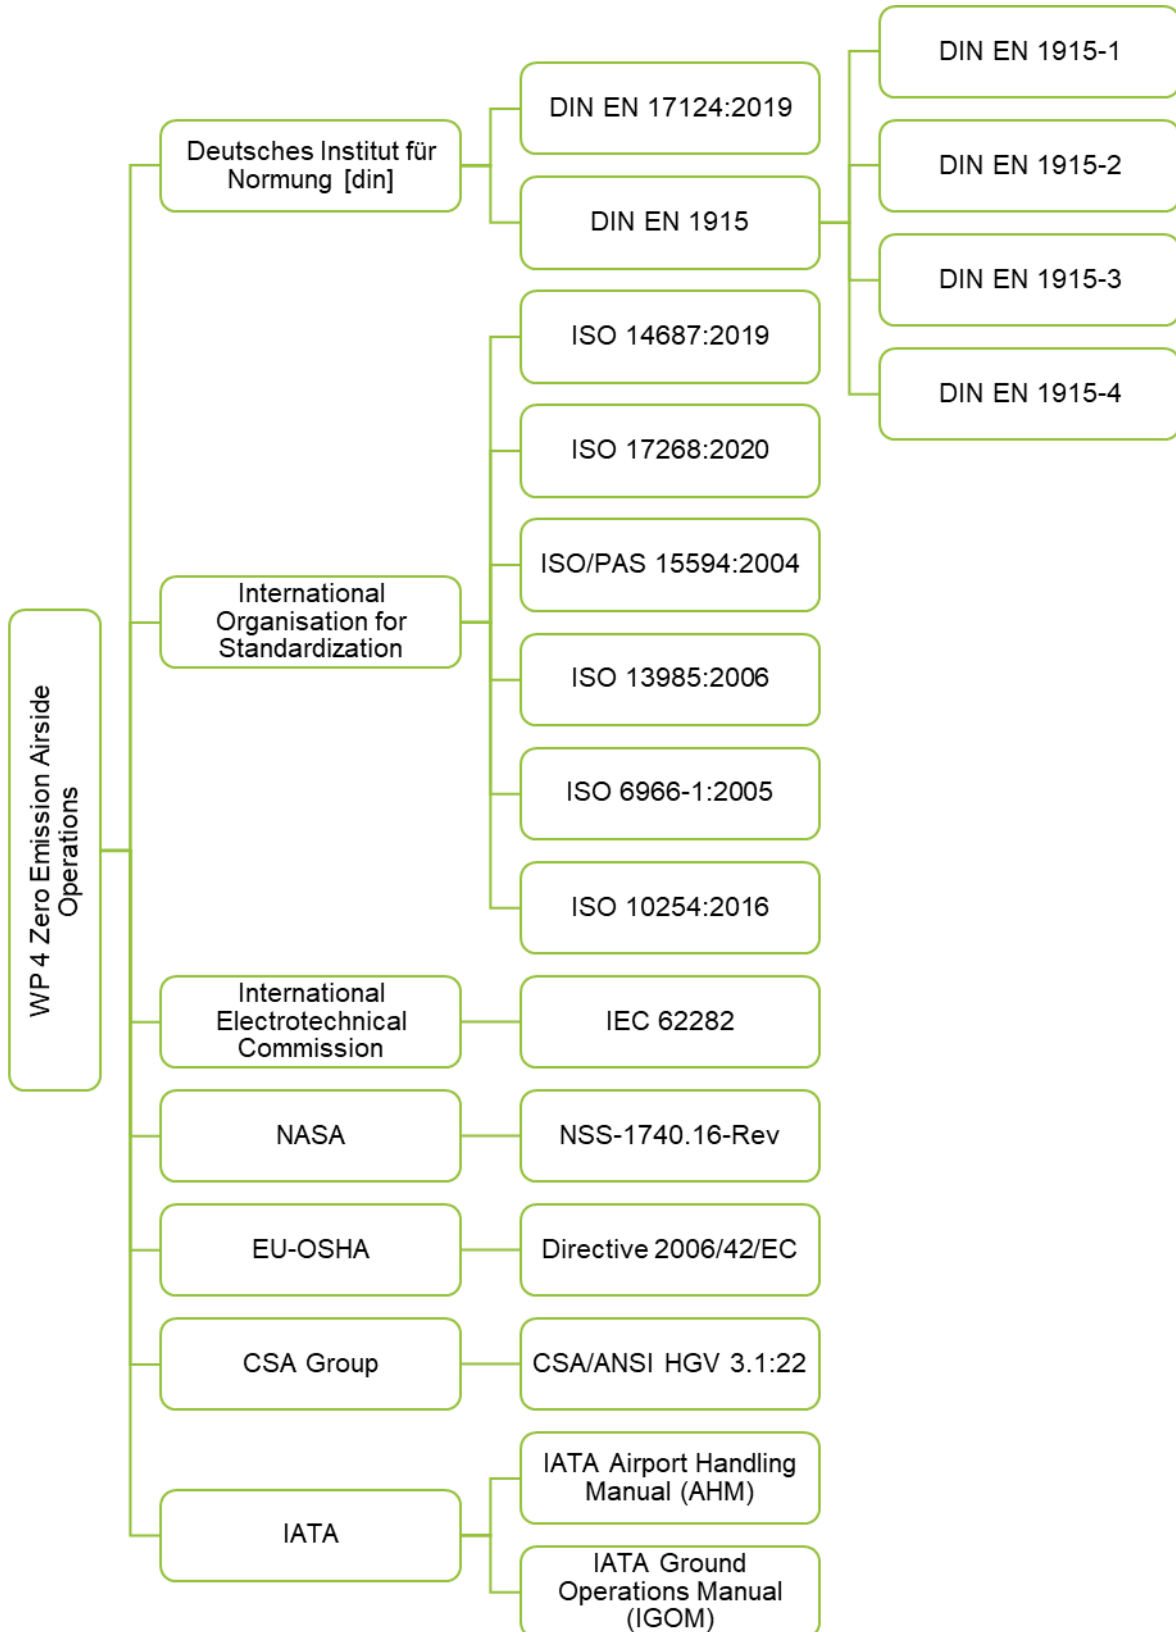 WP 4 Zero Emission Airside
Operations
Deutsches Institut für
Normung [din]
DIN EN 17124:2019
DIN EN 1915
DIN EN 1915-1
DIN EN 1915-2
DIN EN 1915-3
DIN EN 1915-4
International
Organisation for
Standardization
ISO 14687:2019
ISO 17268:2020
ISO/PAS 15594:2004
ISO 13985:2006
ISO 6966-1:2005
ISO 10254:2016
International
Electrotechnical
Commission
IEC 62282
NASA
NSS-1740.16-Rev
EU-OSHA
Directive 2006/42/EC
CSA Group
CSA/ANSI HGV 3.1:22
IATA
IATA Airport Handling
Manual (AHM)
IATA Ground
Operations Manual
(IGOM)